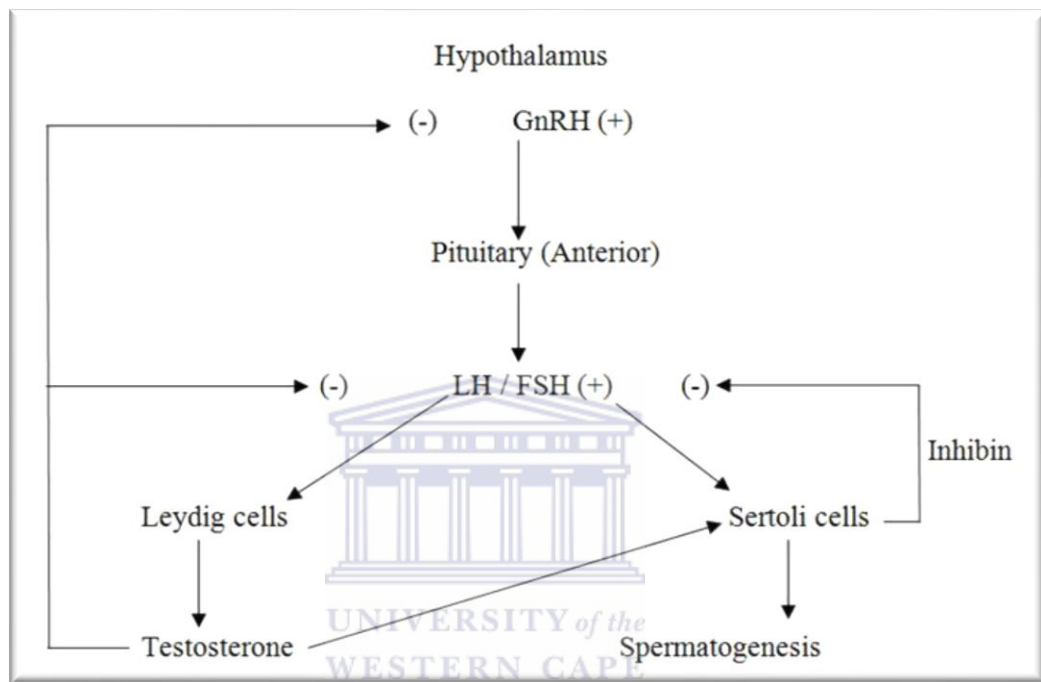 Hypothalamus
(-) GnRH (+)
Pituitary (Anterior)
(-) LH / FSH (+) (-)
Inhibin
Leydig cells Sertoli cells
UNIVERSITY of the
Testosterone Spermatogenesis
WESTERN CAPE